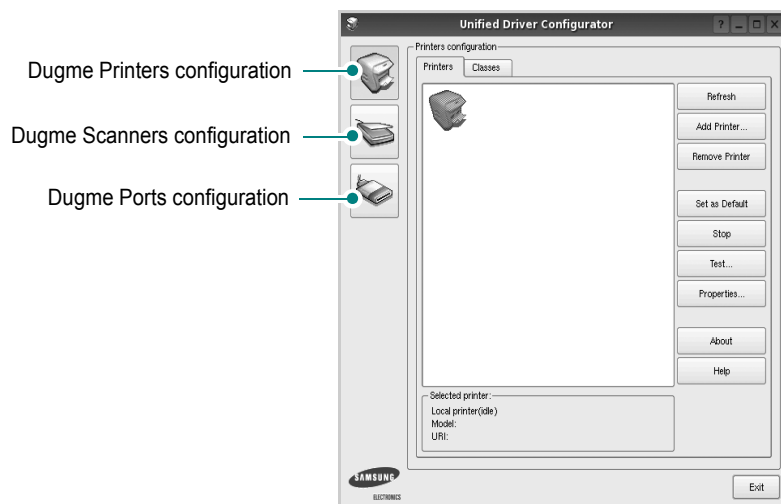 Unified Driver Configurator
Dugme Printers configuration
Dugme Scanners configuration
Dugme Ports configuration
Printers configuration
Printers
Classes
Refresh
Add Printer...
Remove Printer
Set as Default
Stop
Test...
Properties...
About
Help
Selected printer:
Local printer(idle)
Model:
URI:
SAMSUNG
ELECTRONICS
Exit